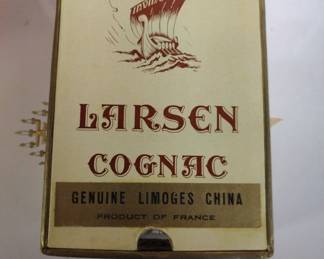 LARSEN
COGNAC
GENUINE LIMOGES CHINA
PRODUCT OF FRANCE